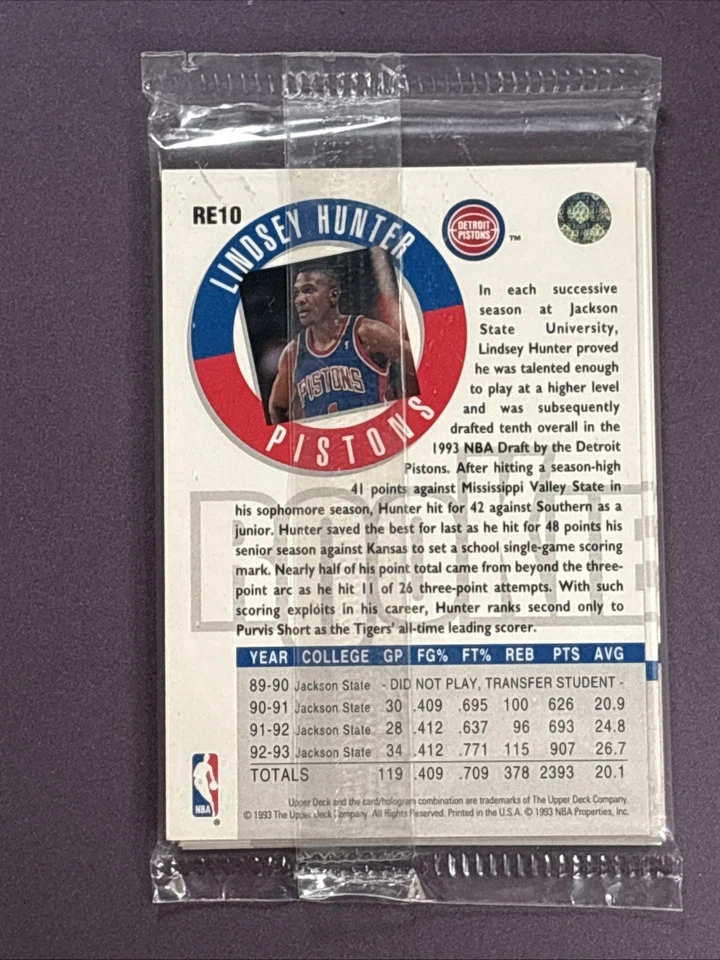 RE10
LINDSEY HUNTER
DETROIT
PISTONS
TM
PISTONS
PISTONS
In each successive
season at Jackson
State University,
Lindsey Hunter proved
he was talented enough
to play at a higher level
and was subsequently
drafted tenth overall in the
1993 NBA Draft by the Detroit
Pistons. After hitting a season-high
41 points against Mississippi Valley State in
his sophomore season, Hunter hit for 42 against Southern as a
junior. Hunter saved the best for last as he hit for 48 points his
senior season against Kansas to set a school single-game scoring
mark. Nearly half of his point total came from beyond the three-
point arc as he hit 11 of 26 three-point attempts. With such
scoring exploits in his career, Hunter ranks second only to
Purvis Short as the Tigers' all-time leading scorer.
YEAR COLLEGE GP FG% FT% REB PTS AVG
89-90 Jackson State - DID NOT PLAY, TRANSFER STUDENT -
90-91 Jackson State 30 .409 .695 100 626 20.9
91-92 Jackson State 28 .412 .637 96 693 24.8
92-93 Jackson State 34 .412 .771 115 907 26.7
TOTALS 119 .409 .709 378 2393 20.1
NBA
®
Upper Deck and the card/hologram combination are trademarks of The Upper Deck Company.
© 1993 The Upper Deck Company. All Rights Reserved. Printed in the U.S.A. © 1993 NBA Properties, Inc.